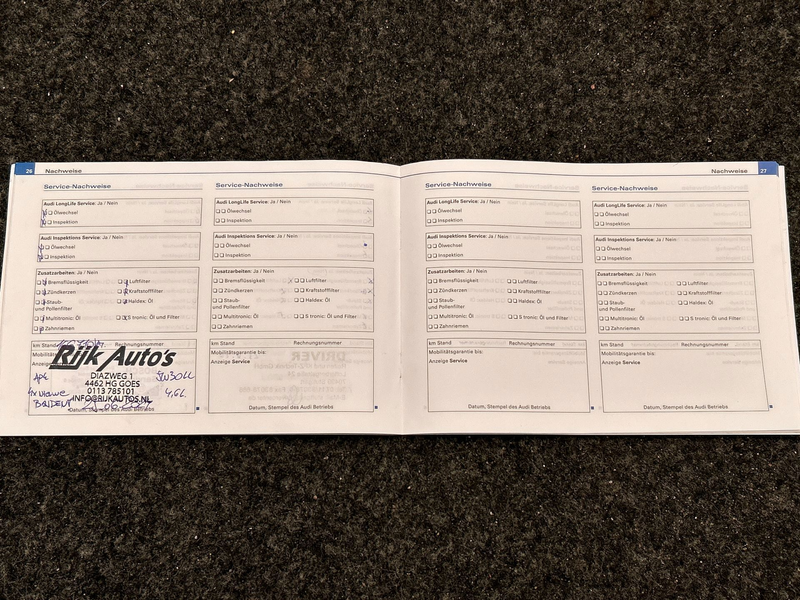 26 Nachweise
Service-Nachweise
Audi LongLife Service: Ja / Nein
Ölwechsel
Inspektion
Audi Inspektions Service: Ja / Nein
Ölwechsel
Inspektion
Zusatzarbeiten: Ja / Nein
Bremsflüssigkeit Luftfilter
Zündkerzen Kraftstofffilter
Staub- Haldex: Öl
und Pollenfilter
Multitronic: Öl S tronic: Öl und Filter
Zahnriemen
km Stand Rechnungsnummer
Mobilitätsgarantie bis:
Anzeige Service
Rijk Auto's
DIAZWEG 1
4462 HG GOES
0113 785101
INFO@RIJKAUTOS.NL
APK
4,6L
Datum, Stempel des Audi Betriebs
Service-Nachweise
Audi LongLife Service: Ja / Nein
Ölwechsel
Inspektion
Audi Inspektions Service: Ja / Nein
Ölwechsel
Inspektion
Zusatzarbeiten: Ja / Nein
Bremsflüssigkeit Luftfilter
Zündkerzen Kraftstofffilter
Staub- Haldex: Öl
und Pollenfilter
Multitronic: Öl S tronic: Öl und Filter
Zahnriemen
km Stand Rechnungsnummer
Mobilitätsgarantie bis:
Anzeige Service
Datum, Stempel des Audi Betriebs
Nachweise 27
Service-Nachweise
Audi LongLife Service: Ja / Nein
Ölwechsel
Inspektion
Audi Inspektions Service: Ja / Nein
Ölwechsel
Inspektion
Zusatzarbeiten: Ja / Nein
Bremsflüssigkeit Luftfilter
Zündkerzen Kraftstofffilter
Staub- Haldex: Öl
und Pollenfilter
Multitronic: Öl S tronic: Öl und Filter
Zahnriemen
km Stand Rechnungsnummer
Mobilitätsgarantie bis:
Anzeige Service
Datum, Stempel des Audi Betriebs
Service-Nachweise
Audi LongLife Service: Ja / Nein
Ölwechsel
Inspektion
Audi Inspektions Service: Ja / Nein
Ölwechsel
Inspektion
Zusatzarbeiten: Ja / Nein
Bremsflüssigkeit Luftfilter
Zündkerzen Kraftstofffilter
Staub- Haldex: Öl
und Pollenfilter
Multitronic: Öl S tronic: Öl und Filter
Zahnriemen
km Stand Rechnungsnummer
Mobilitätsgarantie bis:
Anzeige Service
Datum, Stempel des Audi Betriebs